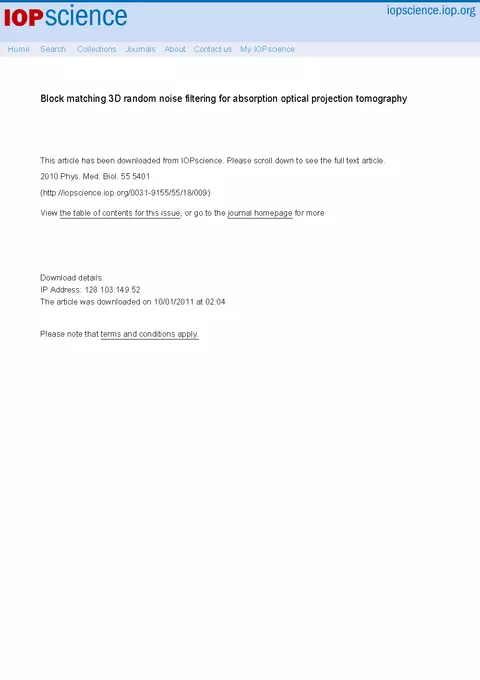 IOPscience
iopscience.iop.org
Home Search Collections Journals About Contact us My IOPscience
Block matching 3D random noise filtering for absorption optical projection tomography
This article has been downloaded from IOPscience. Please scroll down to see the full text article.
2010 Phys. Med. Biol. 55 5401
(http://iopscience.iop.org/0031-9155/55/18/009)
View the table of contents for this issue, or go to the journal homepage for more
Download details:
IP Address: 128.103.149.52
The article was downloaded on 10/01/2011 at 02:04
Please note that terms and conditions apply.